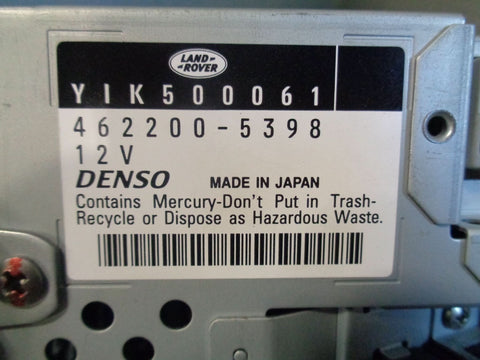 LAND-
-ROVER
YIK500061
462200-5398
12V
DENSO MADE IN JAPAN
Contains Mercury-Don't Put in Trash-
Recycle or Dispose as Hazardous Waste.